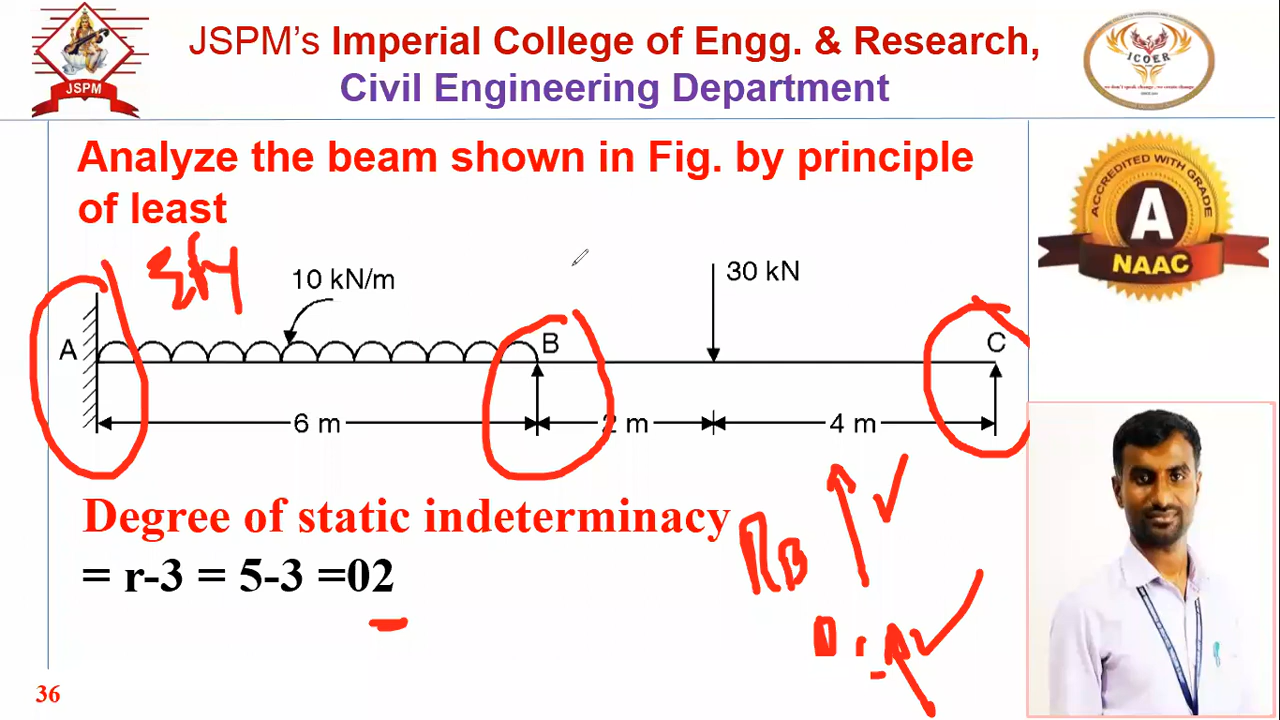 JSPM
JSPM's Imperial College of Engg. & Research,
Civil Engineering Department
ICOER
Analyze the beam shown in Fig. by principle
of least
ACCREDITED WITH GRADE
A
NAAC
10 kN/m
30 kN
A
B
C
6 m
2 m
4 m
Degree of static indeterminacy
= r-3 = 5-3 =02
RB
36